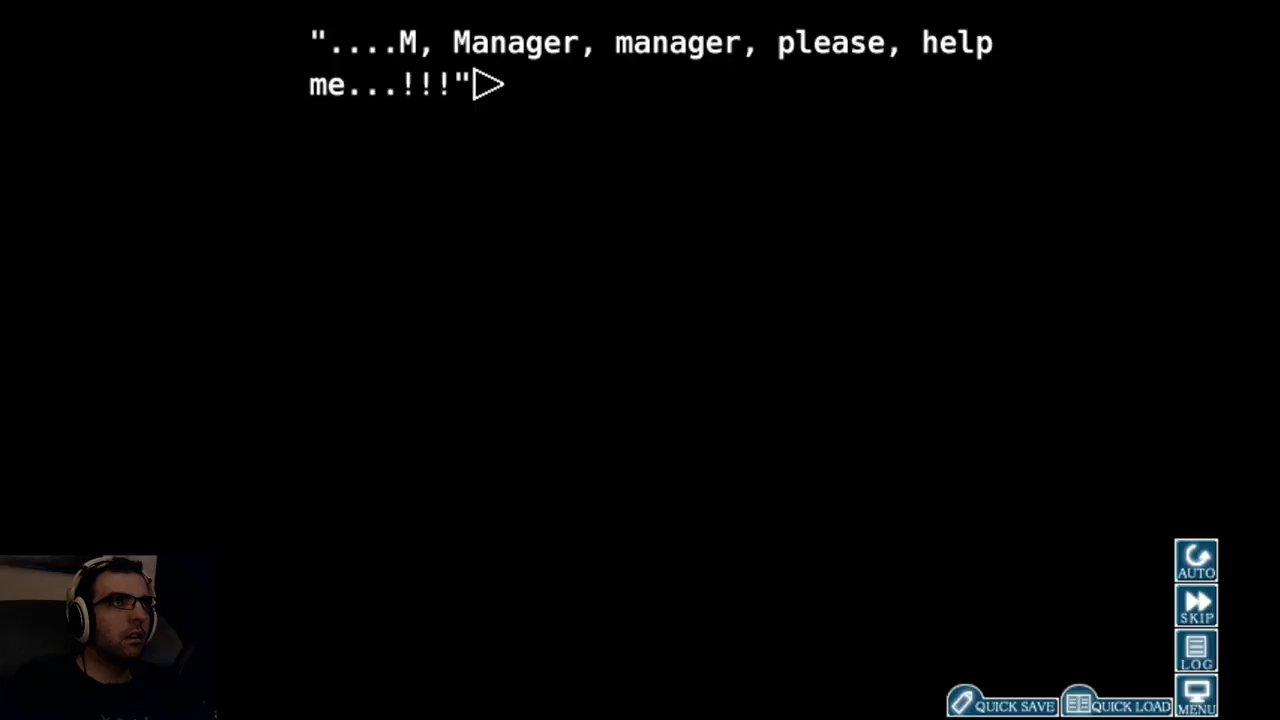 "....M, Manager, manager, please, help
me...!!!"
AUTO
SKIP
LOG
QUICK SAVE
QUICK LOAD
MENU